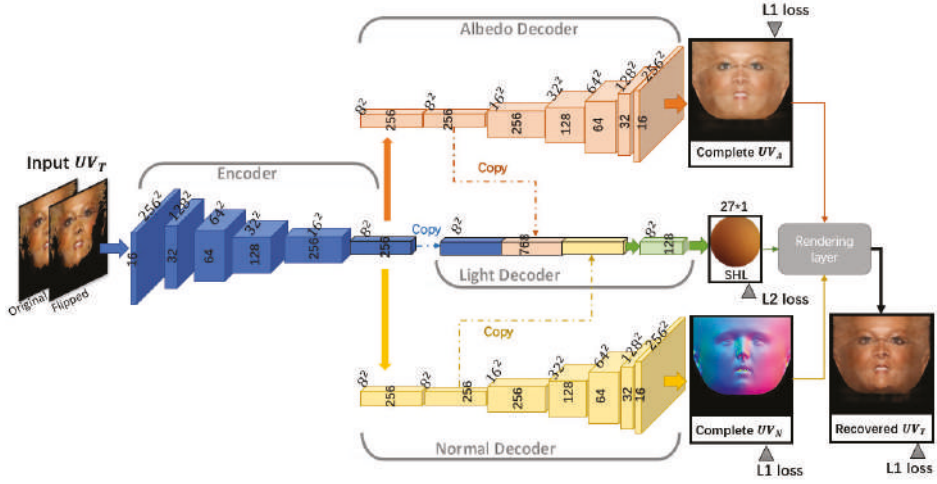 Albedo Decoder
L1 loss
8² 8² 16² 32² 64² 128² 256²
256 256 256 128 64 32 16
Complete UV_A
Input UV_T
Encoder
Copy
256² 128² 64² 32² 16² 8²
16 32 64 128 256 256
Original Flipped
Copy
8² 8²
768 128
Light Decoder
27*1
SHL
L2 loss
Rendering
layer
Copy
8² 8² 16² 32² 64² 128² 256²
256 256 256 128 64 32 16
Normal Decoder
Complete UV_N
Recovered UV_T
L1 loss
L1 loss